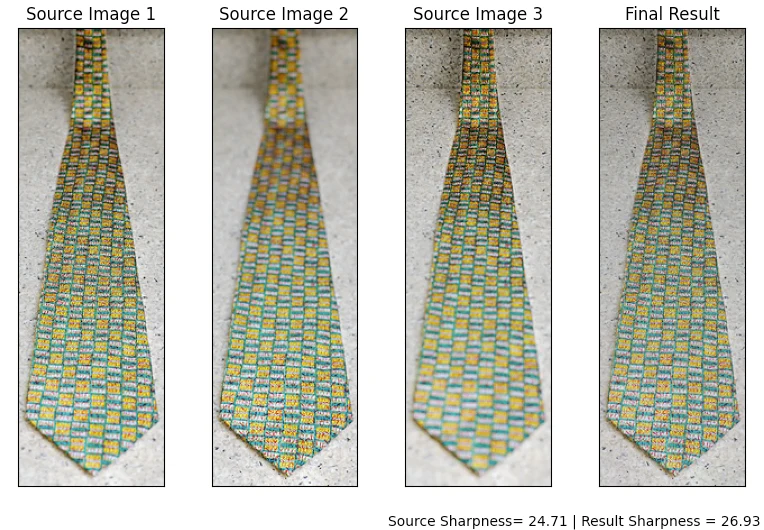 Source Image 1
Source Image 2
Source Image 3
Final Result
Source Sharpness= 24.71 | Result Sharpness = 26.93